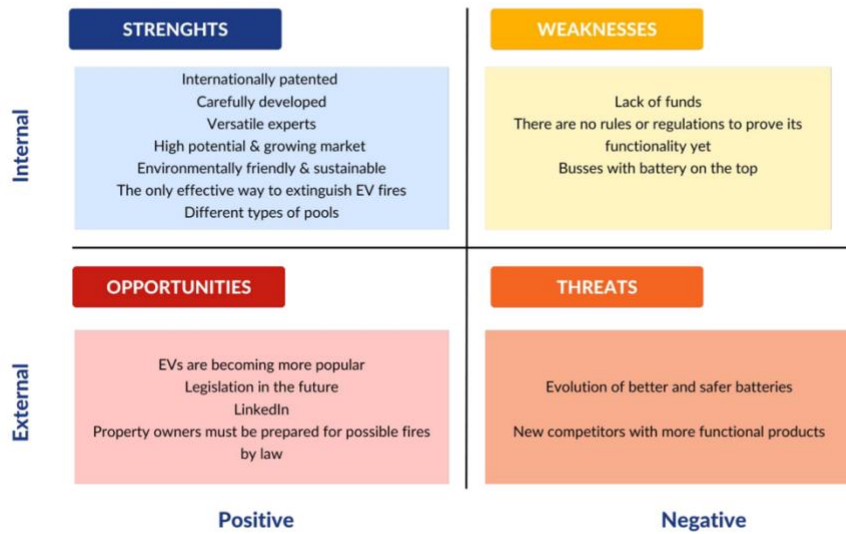 STRENGHTS
Internally patented
Carefully developed
Versatile experts
High potential & growing market
Environmentally friendly & sustainable
The only effective way to extinguish EV fires
Different types of pools
WEAKNESSES
Lack of funds
There are no rules or regulations to prove its
functionality yet
Busses with battery on the top
Internal
OPPORTUNITIES
EVs are becoming more popular
Legislation in the future
LinkedIn
Property owners must be prepared for possible fires
by law
THREATS
Evolution of better and safer batteries
New competitors with more functional products
External
Positive
Negative